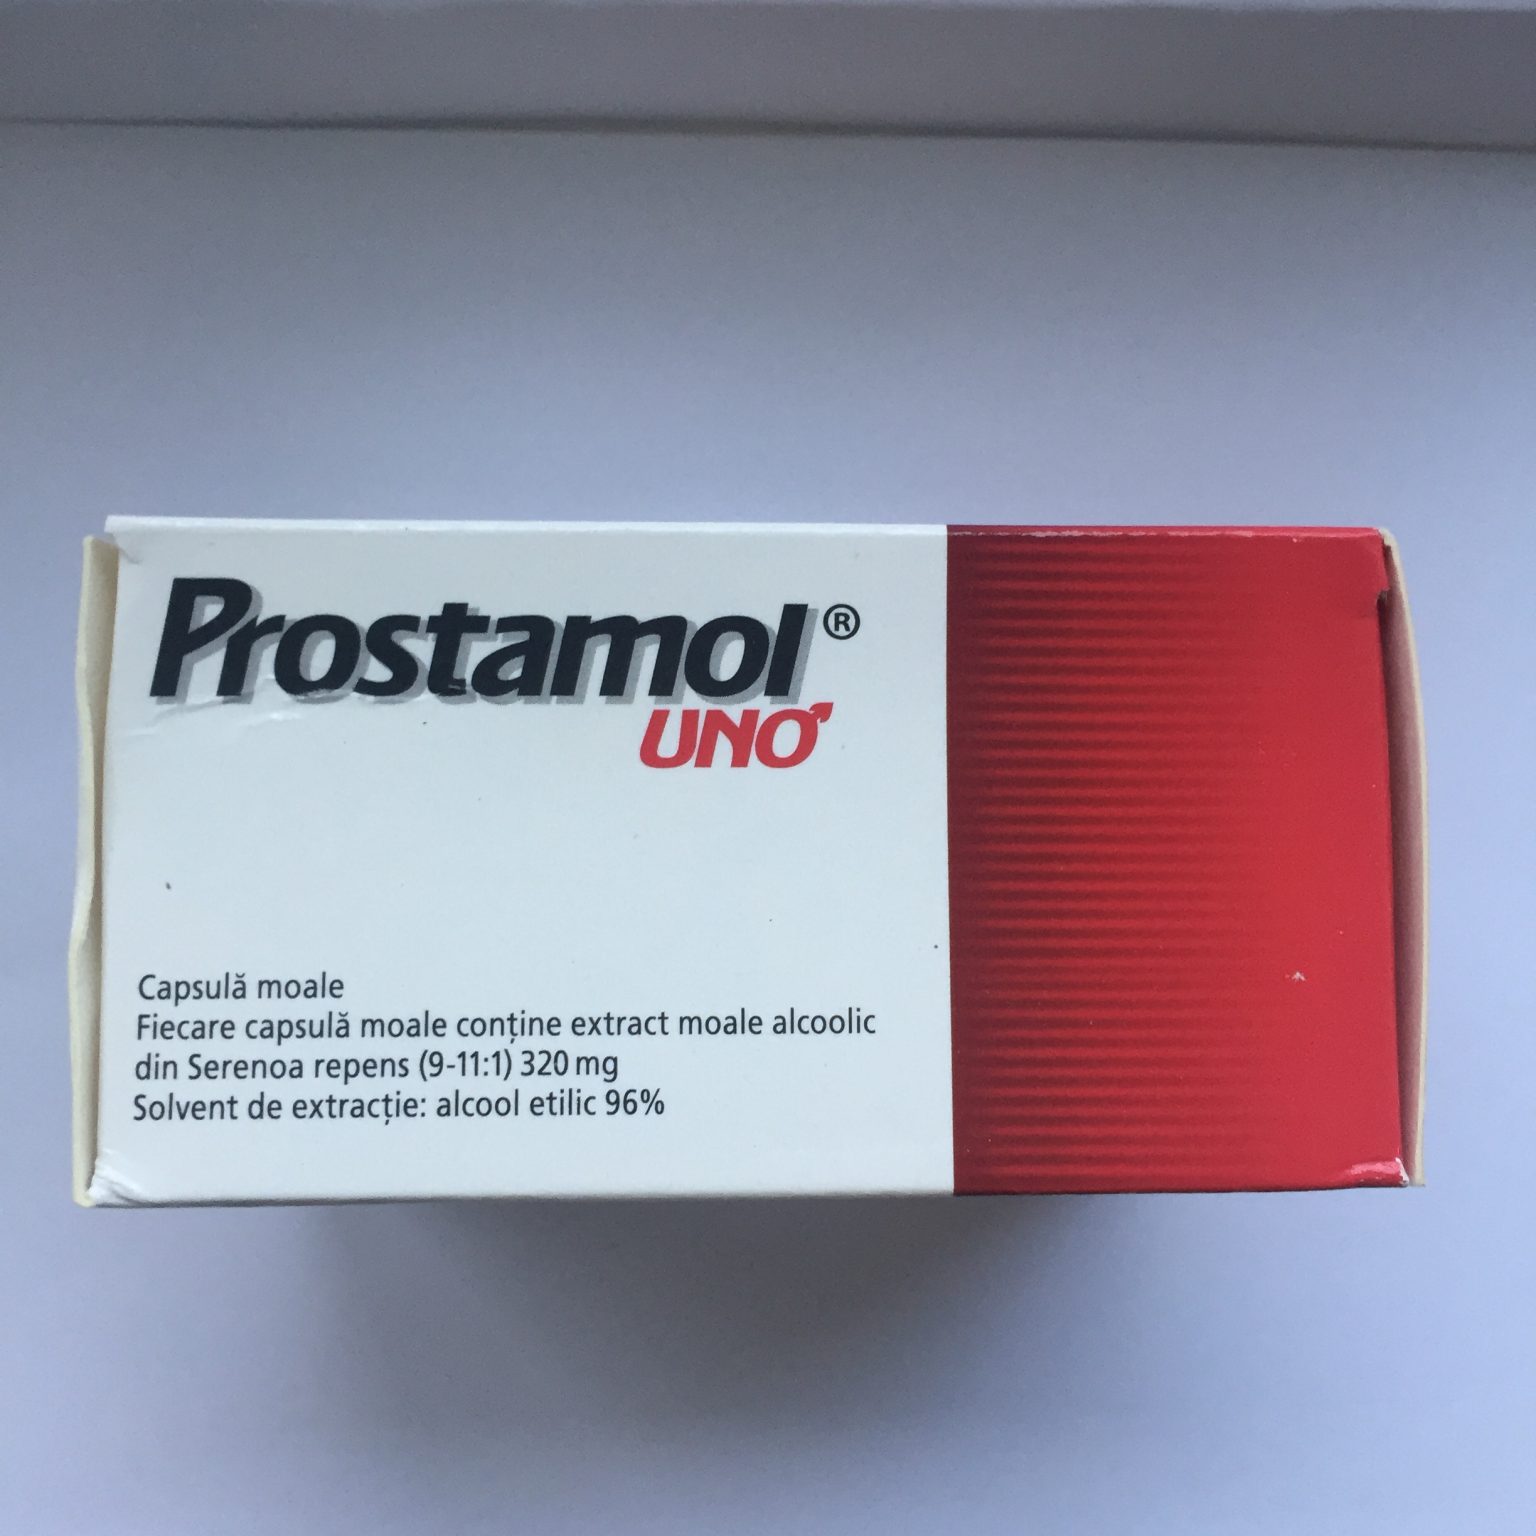 Prostamol®
UNO
Capsulă moale
Fiecare capsulă moale conține extract moale alcoolic
din Serenoa repens (9-11:1) 320 mg
Solvent de extracție: alcool etilic 96%